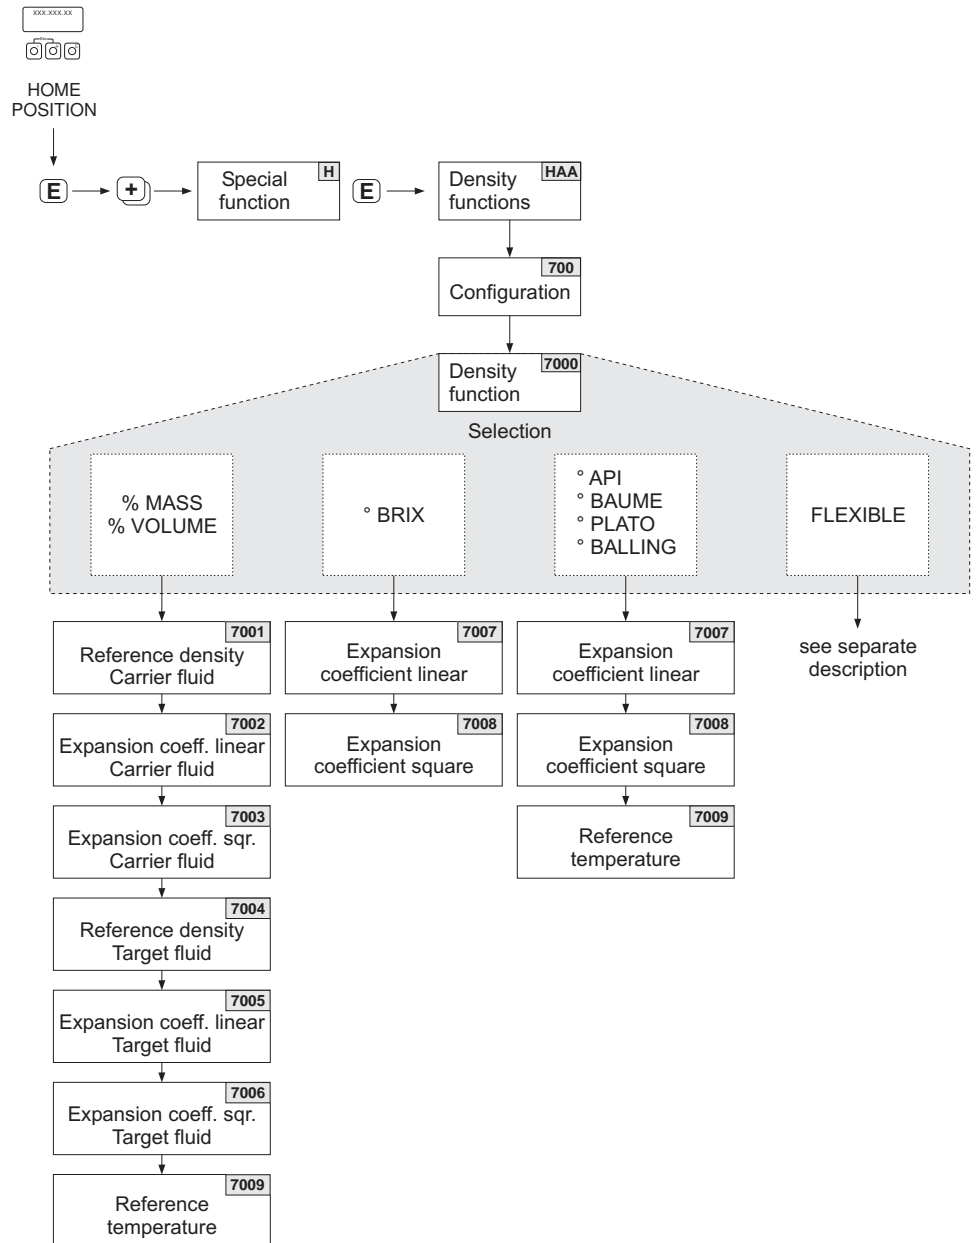 xxx.xxx.xx
HOME
POSITION
E
+
H
Special
function
E
HAA
Density
functions
700
Configuration
7000
Density
function
Selection
% MASS
% VOLUME
° BRIX
° API
° BAUME
° PLATO
° BALLING
FLEXIBLE
7001
Reference density
Carrier fluid
7002
Expansion coeff. linear
Carrier fluid
7003
Expansion coeff. sqr.
Carrier fluid
7004
Reference density
Target fluid
7005
Expansion coeff. linear
Target fluid
7006
Expansion coeff. sqr.
Target fluid
7009
Reference
temperature
7007
Expansion
coefficient linear
7008
Expansion
coefficient square
7007
Expansion
coefficient linear
7008
Expansion
coefficient square
7009
Reference
temperature
see separate
description